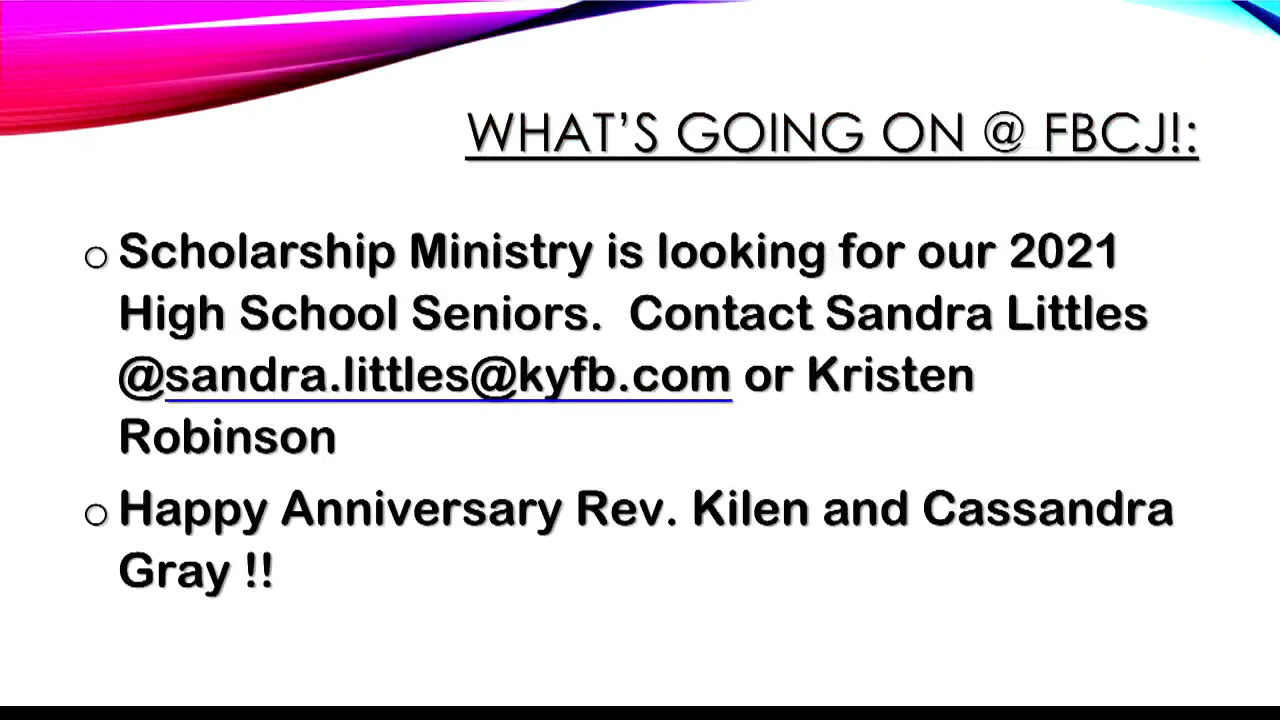 WHAT’S GOING ON @ FBCJ!:
o Scholarship Ministry is looking for our 2021
High School Seniors.  Contact Sandra Littles
@sandra.littles@kyfb.com or Kristen
Robinson
o Happy Anniversary Rev. Kilen and Cassandra
Gray !!